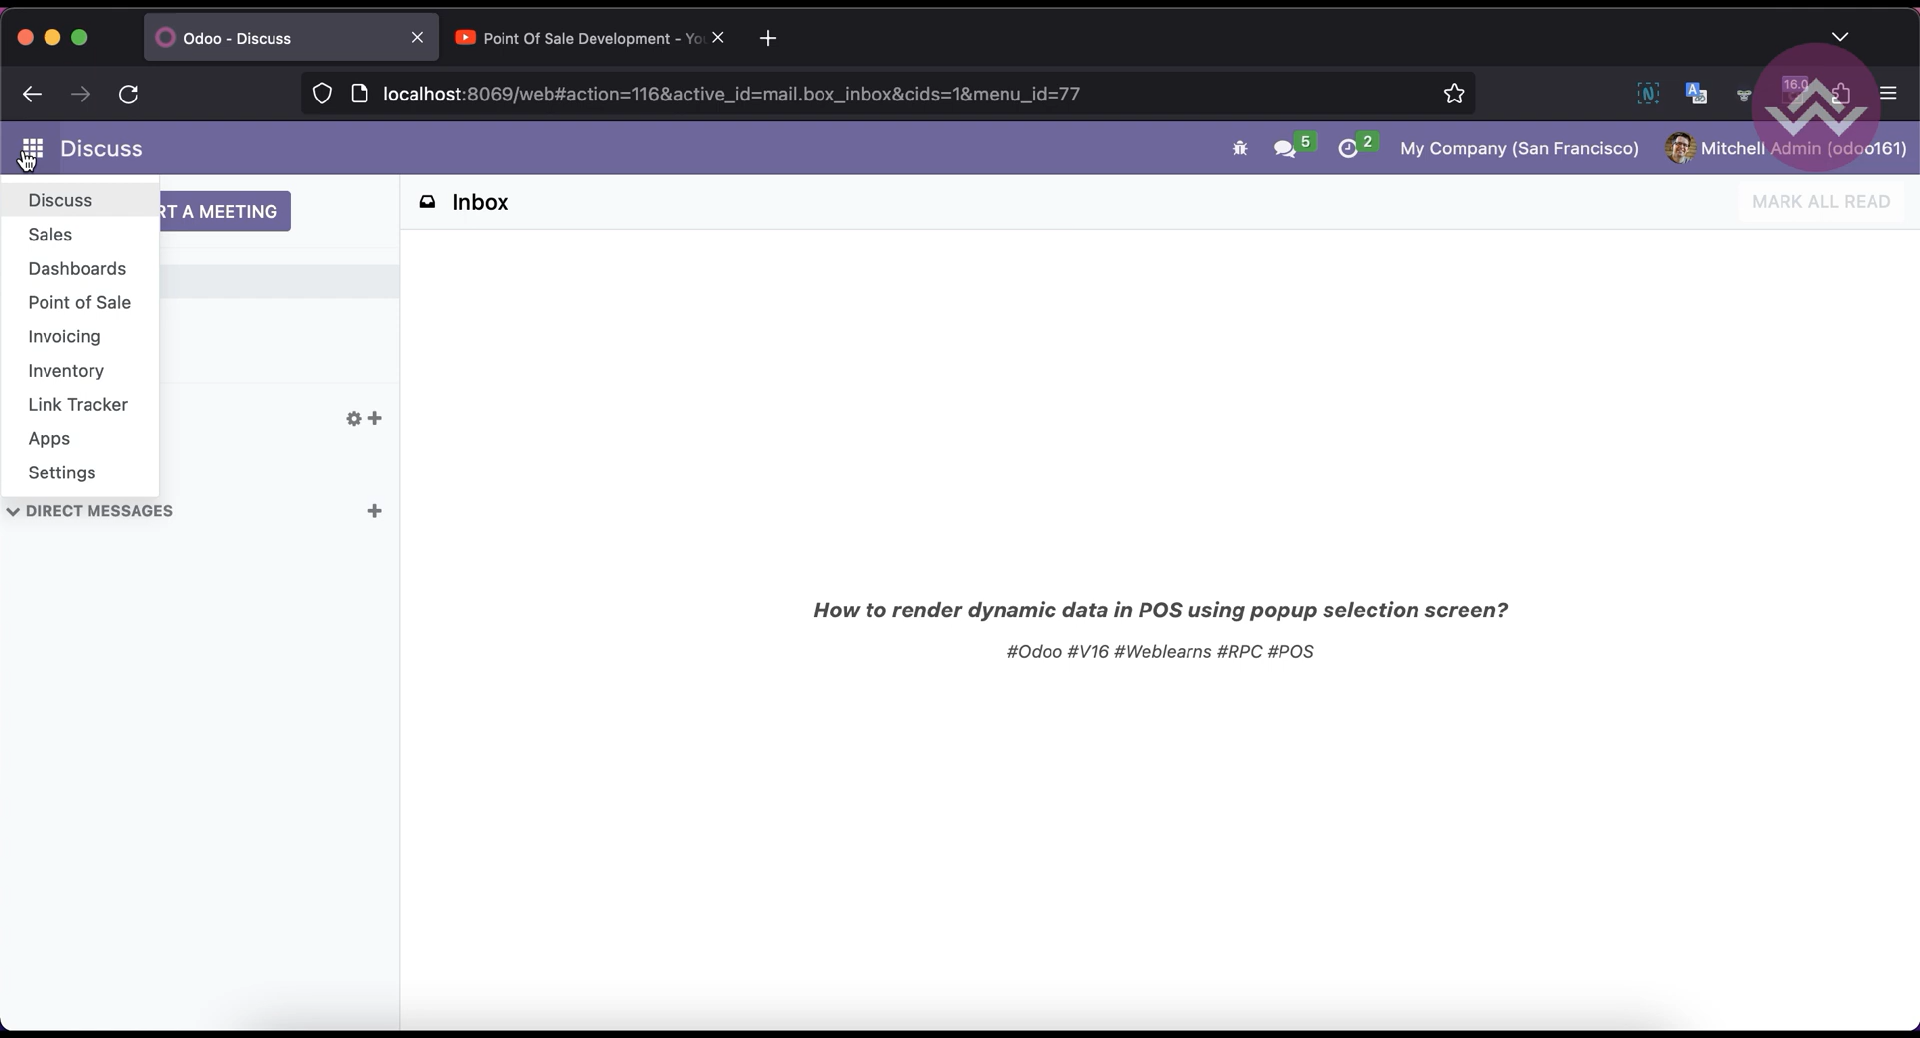 Odoo - Discuss
Point Of Sale Development - Yo
localhost:8069/web#action=116&active_id=mail.box_inbox&cids=1&menu_id=77
16.0
Discuss
5
2
My Company (San Francisco)
Mitchell Admin (odoo161)
Discuss
Sales
Dashboards
Point of Sale
Invoicing
Inventory
Link Tracker
Apps
Settings
RT A MEETING
DIRECT MESSAGES
Inbox
MARK ALL READ
How to render dynamic data in POS using popup selection screen?
#Odoo #V16 #Weblearns #RPC #POS